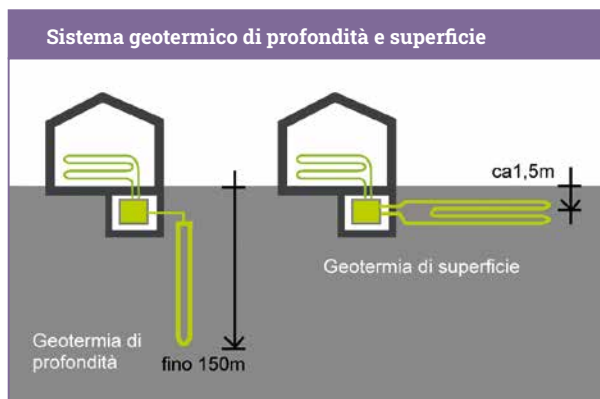 Sistema geotermico di profondità e superficie
ca1,5m
Geotermia di superficie
Geotermia di
profondità
fino 150m